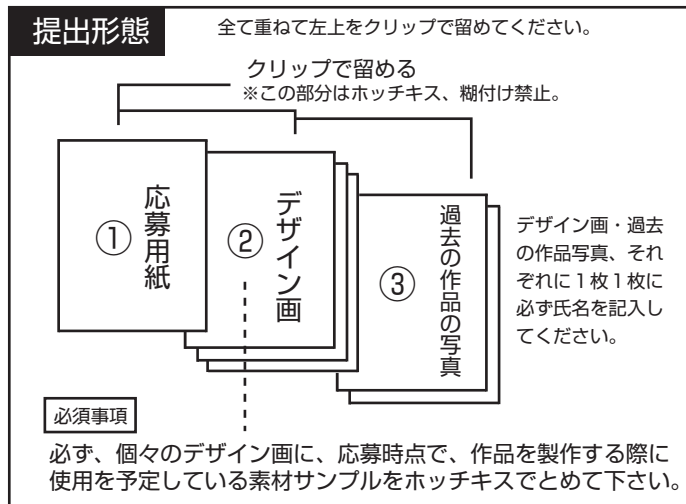 提出形態
全て重ねて左上をクリップで留めてください。
クリップで留める
※この部分はホッチキス、糊付け禁止。
①
応募用紙
②
デザイン画
③
過去の作品の写真
デザイン画・過去
の作品写真、それ
ぞれに1枚1枚に
必ず氏名を記入し
てください。
必須事項
必ず、個々のデザイン画に、応募時点で、作品を製作する際に
使用を予定している素材サンプルをホッチキスでとめて下さい。